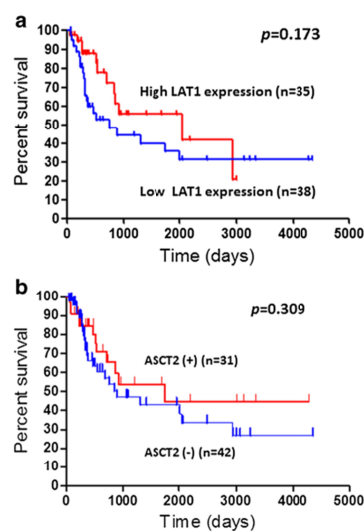 a
p=0.173
Percent survival
100
90
80
70
60
50
40
30
20
10
0
High LAT1 expression (n=35)
Low LAT1 expression (n=38)
0 1000 2000 3000 4000 5000
Time (days)
b
p=0.309
Percent survival
100
90
80
70
60
50
40
30
20
10
0
ASCT2 (+) (n=31)
ASCT2 (-) (n=42)
0 1000 2000 3000 4000 5000
Time (days)